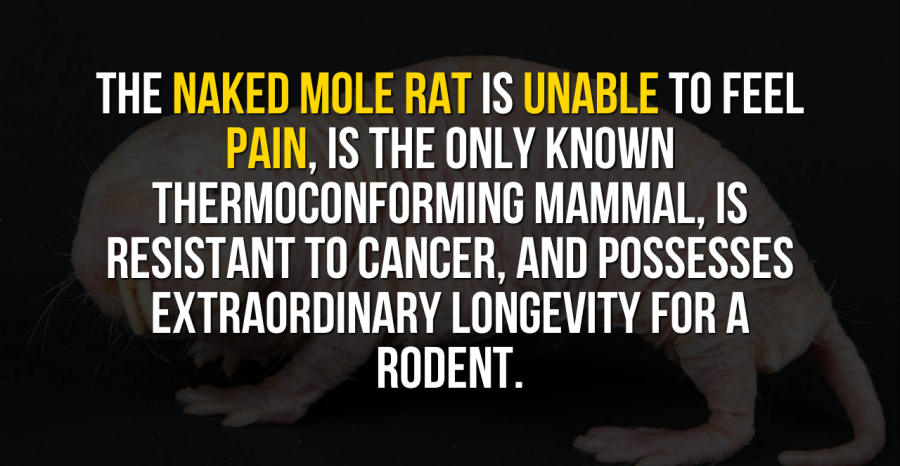 THE NAKED MOLE RAT IS UNABLE TO FEEL
PAIN, IS THE ONLY KNOWN
THERMOCONFORMING MAMMAL, IS
RESISTANT TO CANCER, AND POSSESSES
EXTRAORDINARY LONGEVITY FOR A
RODENT.